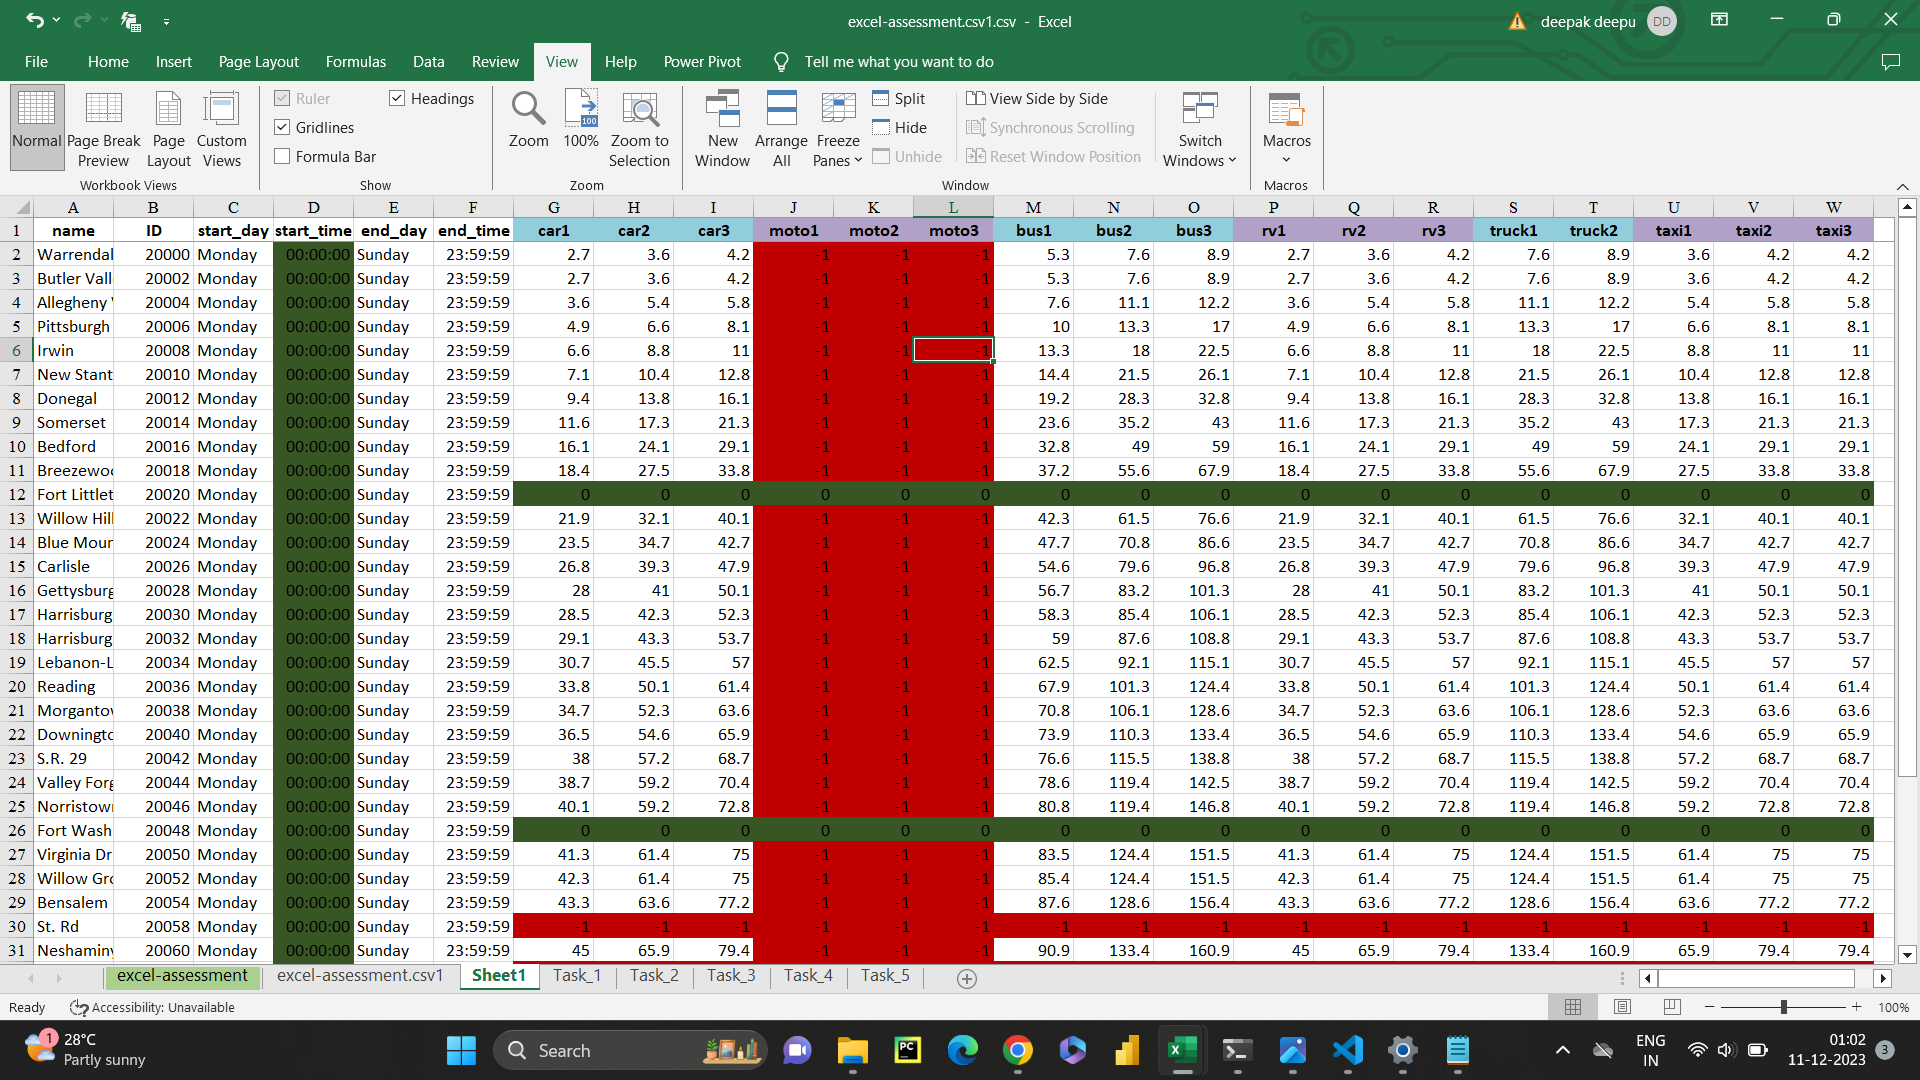 excel-assessment.csv1.csv - Excel
deepak deepu DD
File Home Insert Page Layout Formulas Data Review View Help Power Pivot Tell me what you want to do
Normal Page Break Preview Page Layout Custom Views
Workbook Views
Ruler Headings
Gridlines
Formula Bar
Show
Zoom 100% Zoom to Selection
Zoom
New Window Arrange All Freeze Panes
Split
Hide
Unhide
View Side by Side
Synchronous Scrolling
Reset Window Position
Switch Windows
Window
Macros
Macros
A B C D E F G H I J K L M N O P Q R S T U V W
1 name ID start_day start_time end_day end_time car1 car2 car3 moto1 moto2 moto3 bus1 bus2 bus3 rv1 rv2 rv3 truck1 truck2 taxi1 taxi2 taxi3
2 Warrendal 20000 Monday 00:00:00 Sunday 23:59:59 2.7 3.6 4.2 -1 -1 -1 5.3 7.6 8.9 2.7 3.6 4.2 7.6 8.9 3.6 4.2 4.2
3 Butler Vall 20002 Monday 00:00:00 Sunday 23:59:59 2.7 3.6 4.2 -1 -1 -1 5.3 7.6 8.9 2.7 3.6 4.2 7.6 8.9 3.6 4.2 4.2
4 Allegheny 20004 Monday 00:00:00 Sunday 23:59:59 3.6 5.4 5.8 -1 -1 -1 7.6 11.1 12.2 3.6 5.4 5.8 11.1 12.2 5.4 5.8 5.8
5 Pittsburgh 20006 Monday 00:00:00 Sunday 23:59:59 4.9 6.6 8.1 -1 -1 -1 10 13.3 17 4.9 6.6 8.1 13.3 17 6.6 8.1 8.1
6 Irwin 20008 Monday 00:00:00 Sunday 23:59:59 6.6 8.8 11 -1 -1 -1 13.3 18 22.5 6.6 8.8 11 18 22.5 8.8 11 11
7 New Stant 20010 Monday 00:00:00 Sunday 23:59:59 7.1 10.4 12.8 -1 -1 -1 14.4 21.5 26.1 7.1 10.4 12.8 21.5 26.1 10.4 12.8 12.8
8 Donegal 20012 Monday 00:00:00 Sunday 23:59:59 9.4 13.8 16.1 -1 -1 -1 19.2 28.3 32.8 9.4 13.8 16.1 28.3 32.8 13.8 16.1 16.1
9 Somerset 20014 Monday 00:00:00 Sunday 23:59:59 11.6 17.3 21.3 -1 -1 -1 23.6 35.2 43 11.6 17.3 21.3 35.2 43 17.3 21.3 21.3
10 Bedford 20016 Monday 00:00:00 Sunday 23:59:59 16.1 24.1 29.1 -1 -1 -1 32.8 49 59 16.1 24.1 29.1 49 59 24.1 29.1 29.1
11 Breezewoo 20018 Monday 00:00:00 Sunday 23:59:59 18.4 27.5 33.8 -1 -1 -1 37.2 55.6 67.9 18.4 27.5 33.8 55.6 67.9 27.5 33.8 33.8
12 Fort Littlet 20020 Monday 00:00:00 Sunday 23:59:59 0 0 0 0 0 0 0 0 0 0 0 0 0 0 0 0 0
13 Willow Hill 20022 Monday 00:00:00 Sunday 23:59:59 21.9 32.1 40.1 -1 -1 -1 42.3 61.5 76.6 21.9 32.1 40.1 61.5 76.6 32.1 40.1 40.1
14 Blue Mour 20024 Monday 00:00:00 Sunday 23:59:59 23.5 34.7 42.7 -1 -1 -1 47.7 70.8 86.6 23.5 34.7 42.7 70.8 86.6 34.7 42.7 42.7
15 Carlisle 20026 Monday 00:00:00 Sunday 23:59:59 26.8 39.3 47.9 -1 -1 -1 54.6 79.6 96.8 26.8 39.3 47.9 79.6 96.8 39.3 47.9 47.9
16 Gettysburg 20028 Monday 00:00:00 Sunday 23:59:59 28 41 50.1 -1 -1 -1 56.7 83.2 101.3 28 41 50.1 83.2 101.3 41 50.1 50.1
17 Harrisburg 20030 Monday 00:00:00 Sunday 23:59:59 28.5 42.3 52.3 -1 -1 -1 58.3 85.4 106.1 28.5 42.3 52.3 85.4 106.1 42.3 52.3 52.3
18 Harrisburg 20032 Monday 00:00:00 Sunday 23:59:59 29.1 43.3 53.7 -1 -1 -1 59 87.6 108.8 29.1 43.3 53.7 87.6 108.8 43.3 53.7 53.7
19 Lebanon-L 20034 Monday 00:00:00 Sunday 23:59:59 30.7 45.5 57 -1 -1 -1 62.5 92.1 115.1 30.7 45.5 57 92.1 115.1 45.5 57 57
20 Reading 20036 Monday 00:00:00 Sunday 23:59:59 33.8 50.1 61.4 -1 -1 -1 67.9 101.3 124.4 33.8 50.1 61.4 101.3 124.4 50.1 61.4 61.4
21 Morgantov 20038 Monday 00:00:00 Sunday 23:59:59 34.7 52.3 63.6 -1 -1 -1 70.8 106.1 128.6 34.7 52.3 63.6 106.1 128.6 52.3 63.6 63.6
22 Downingto 20040 Monday 00:00:00 Sunday 23:59:59 36.5 54.6 65.9 -1 -1 -1 73.9 110.3 133.4 36.5 54.6 65.9 110.3 133.4 54.6 65.9 65.9
23 S.R. 29 20042 Monday 00:00:00 Sunday 23:59:59 38 57.2 68.7 -1 -1 -1 76.6 115.5 138.8 38 57.2 68.7 115.5 138.8 57.2 68.7 68.7
24 Valley Forg 20044 Monday 00:00:00 Sunday 23:59:59 38.7 59.2 70.4 -1 -1 -1 78.6 119.4 142.5 38.7 59.2 70.4 119.4 142.5 59.2 70.4 70.4
25 Norristow 20046 Monday 00:00:00 Sunday 23:59:59 40.1 59.2 72.8 -1 -1 -1 80.8 119.4 146.8 40.1 59.2 72.8 119.4 146.8 59.2 72.8 72.8
26 Fort Wash 20048 Monday 00:00:00 Sunday 23:59:59 0 0 0 0 0 0 0 0 0 0 0 0 0 0 0 0 0
27 Virginia Dr 20050 Monday 00:00:00 Sunday 23:59:59 41.3 61.4 75 -1 -1 -1 83.5 124.4 151.5 41.3 61.4 75 124.4 151.5 61.4 75 75
28 Willow Gro 20052 Monday 00:00:00 Sunday 23:59:59 42.3 61.4 75 -1 -1 -1 85.4 124.4 151.5 42.3 61.4 75 124.4 151.5 61.4 75 75
29 Bensalem 20054 Monday 00:00:00 Sunday 23:59:59 43.3 63.6 77.2 -1 -1 -1 87.6 128.6 156.4 43.3 63.6 77.2 128.6 156.4 63.6 77.2 77.2
30 St. Rd 20058 Monday 00:00:00 Sunday 23:59:59 -1 -1 -1 -1 -1 -1 -1 -1 -1 -1 -1 -1 -1 -1 -1 -1 -1
31 Neshaminy 20060 Monday 00:00:00 Sunday 23:59:59 45 65.9 79.4 -1 -1 -1 90.9 133.4 160.9 45 65.9 79.4 133.4 160.9 65.9 79.4 79.4
excel-assessment excel-assessment.csv1 Sheet1 Task_1 Task_2 Task_3 Task_4 Task_5
Ready Accessibility: Unavailable 100%
1 28°C
Partly sunny
Search
PC
ENG
IN
01:02
11-12-2023
3